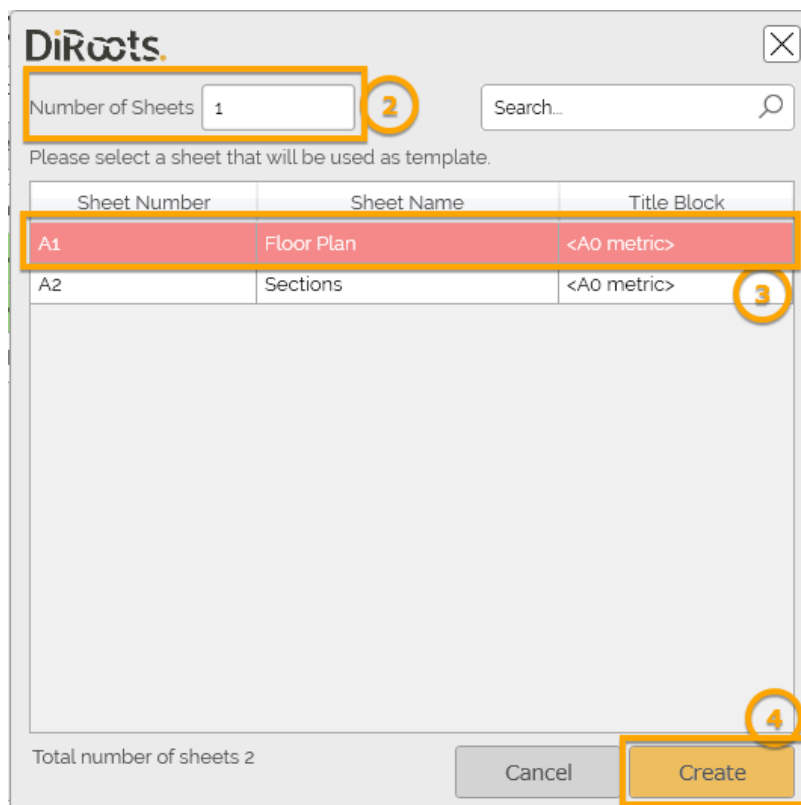 DiRoots.
Number of Sheets 1 2 Search...
Please select a sheet that will be used as template.
Sheet Number Sheet Name Title Block
A1 Floor Plan <A0 metric>
A2 Sections <A0 metric>
3
4
Total number of sheets 2
Cancel Create